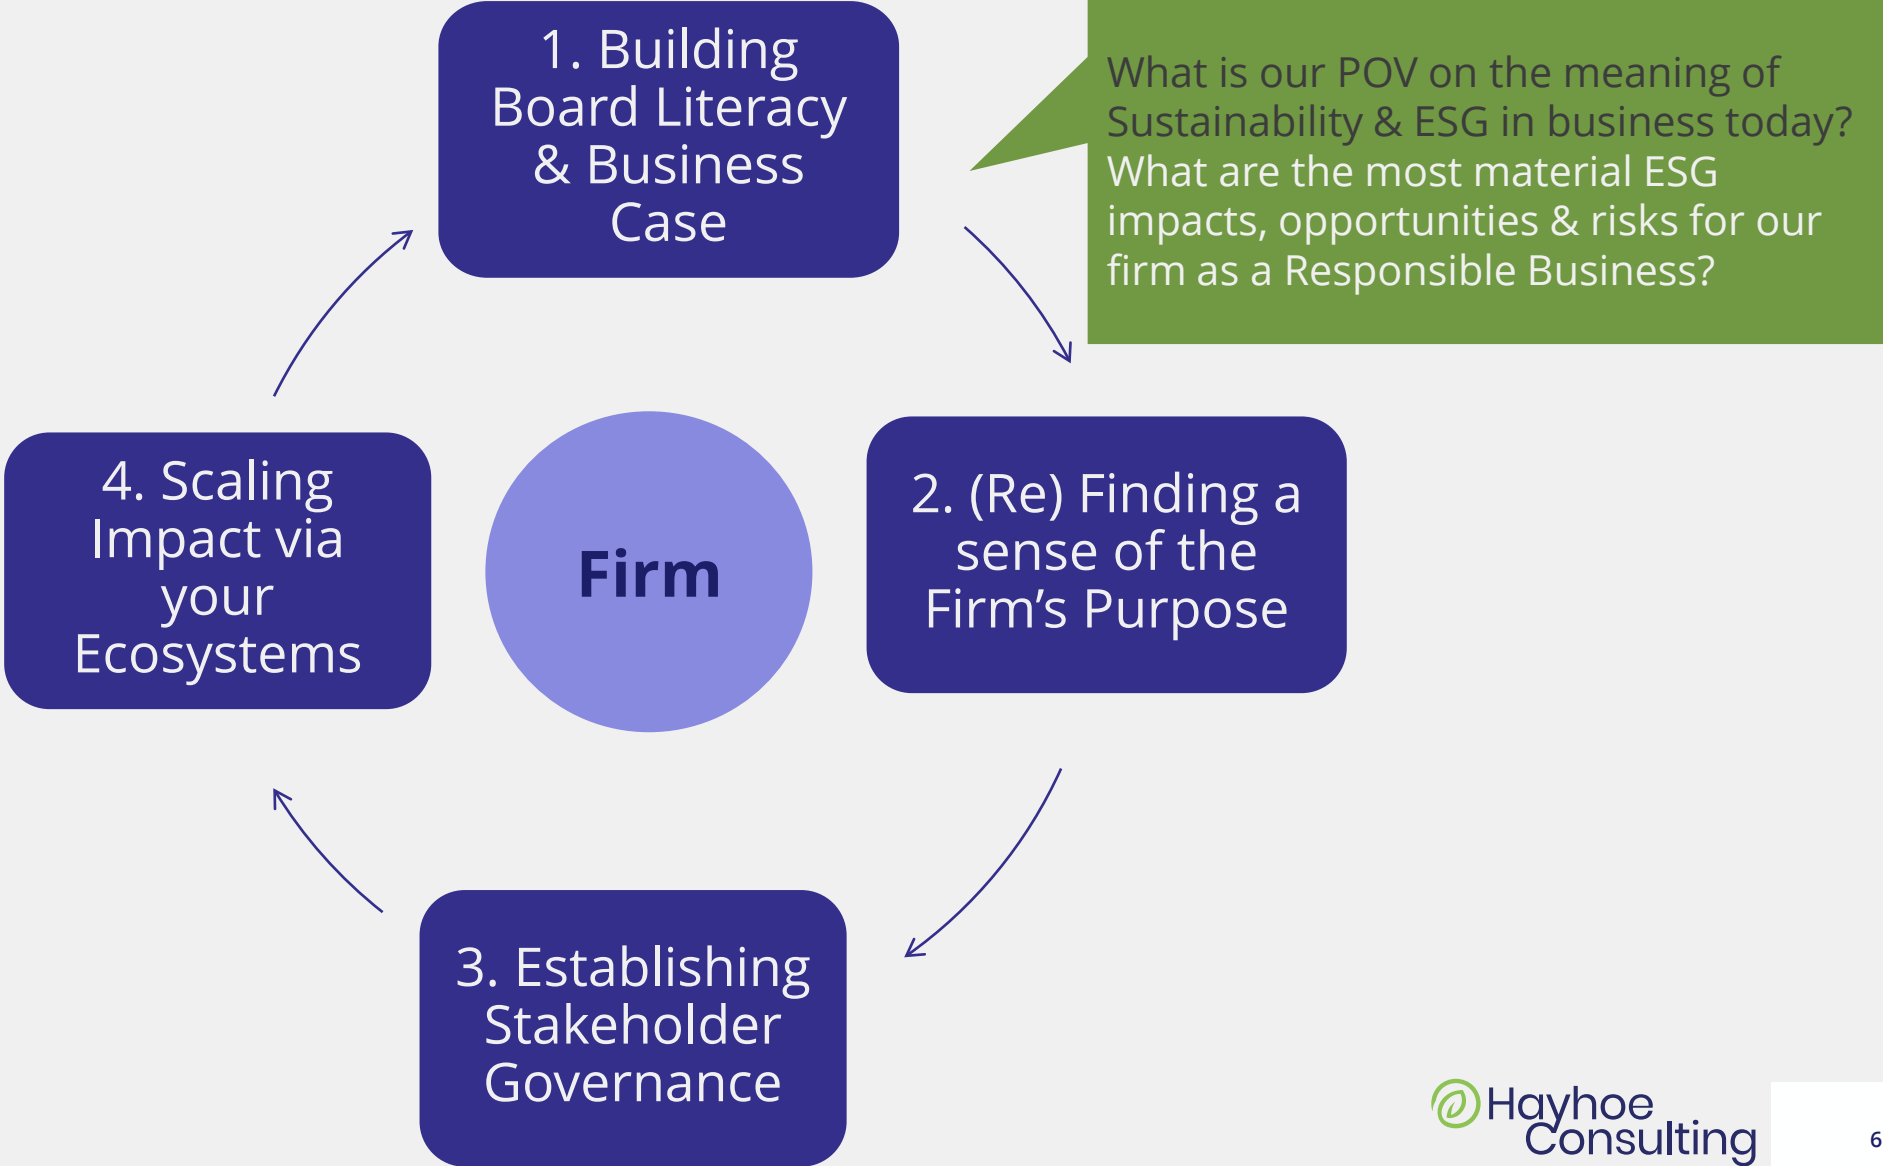 1. Building
Board Literacy
& Business
Case
What is our POV on the meaning of
Sustainability & ESG in business today?
What are the most material ESG
impacts, opportunities & risks for our
firm as a Responsible Business?
4. Scaling
Impact via
your
Ecosystems
Firm
2. (Re) Finding a
sense of the
Firm’s Purpose
3. Establishing
Stakeholder
Governance
Hayhoe
Consulting
6